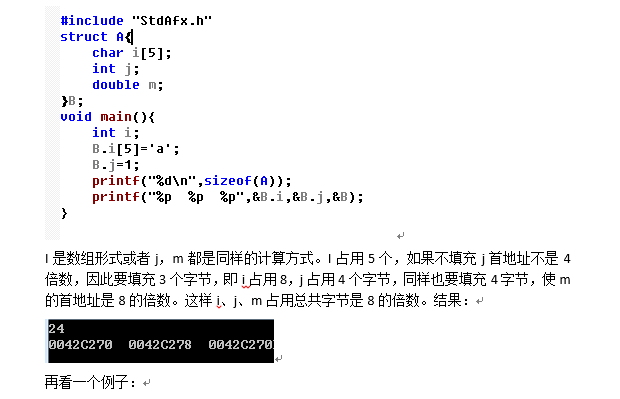 #include "StdAfx.h"
struct A{
char i[5];
int j;
double m;
}B;
void main(){
int i;
B.i[5]='a';
B.j=1;
printf("%d\n",sizeof(A));
printf("%p  %p  %p",&B.i,&B.j,&B);
}
I 是数组形式或者 j，m 都是同样的计算方式。I 占用 5 个，如果不填充 j 首地址不是 4
倍数，因此要填充 3 个字节，即 i 占用 8，j 占用 4 个字节，同样也要填充 4 字节，使 m
的首地址是 8 的倍数。这样 i、j、m 占用总共字节是 8 的倍数。结果：
24
0042C270  0042C278  0042C270
再看一个例子：